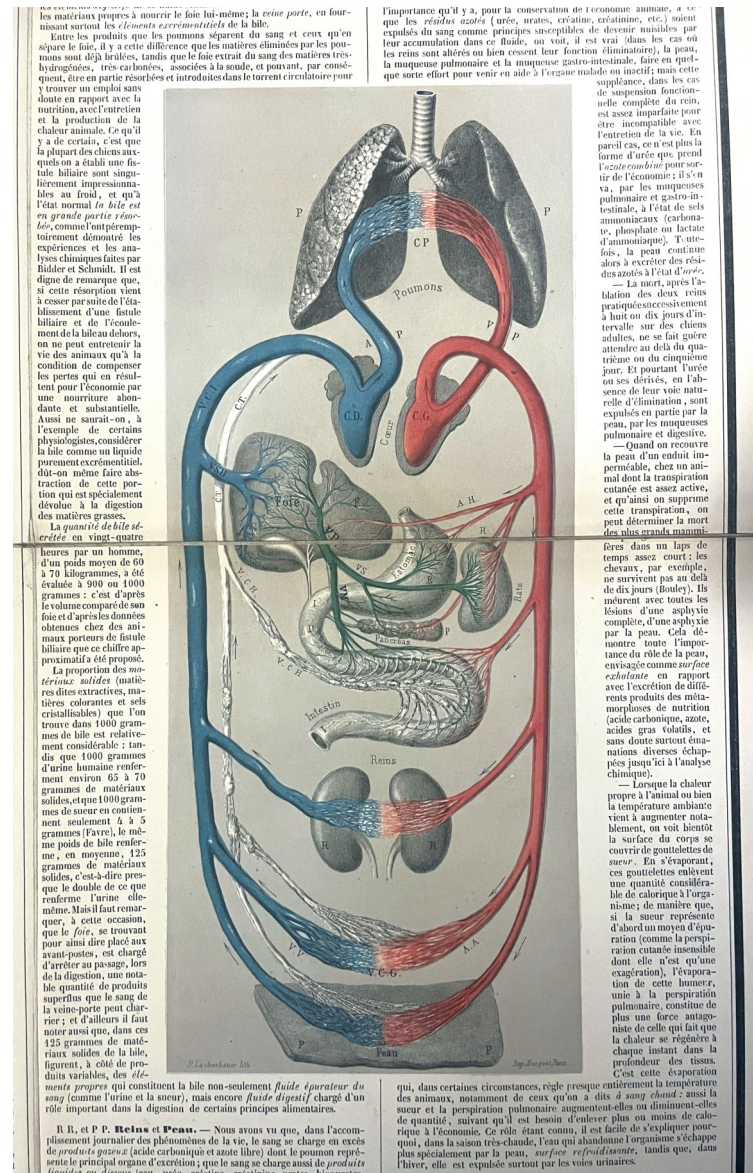 les matériaux propres à nourrir le foie lui-même; la veine porte, en four-
nissant surtout les éléments excrémentitiels de la bile.
Entre les produits que les poumons séparent du sang et ceux qu'en
sépare le foie, il y a cette différence que les matières éliminées par les pou-
mons sont déjà brûlées, tandis que le foie extrait du sang des matières très-
hydrogénées, très-carbonées, associées à la soude, et pouvant, par consé-
quent, être en partie résorbées et introduites dans le torrent circulatoire pour
y trouver un emploi sans
doute en rapport avec la
nutrition, avec l'entretien
et la production de la
chaleur animale. Ce qu'il
y a de certain, c'est que
la plupart des chiens aux-
quels on a établi une fis-
tule biliaire sont singu-
lièrement impressionna-
bles au froid, et qu'à
l'état normal la bile est
en grande partie résor-
bée, comme l'ont péremp-
toirement démontré les
expériences et les ana-
lyses chimiques faites par
Bidder et Schmidt. Il est
digne de remarque que,
si cette résorption vient
à cesser par suite de l'éta-
blissement d'une fistule
biliaire et de l'écoule-
ment de la bile au dehors,
on ne peut entretenir la
vie des animaux qu'à la
condition de compenser
les pertes qui en résul-
tent pour l'économie par
une nourriture abon-
dante et substantielle.
Aussi ne saurait-on, à
l'exemple de certains
physiologistes, considérer
la bile comme un liquide
purement excrémentitiel,
dût-on même faire abs-
traction de cette por-
tion qui est spécialement
dévolue à la digestion
des matières grasses.
La quantité de bile sé-
crétée en vingt-quatre
heures par un homme,
d'un poids moyen de 60
à 70 kilogrammes, a été
évaluée à 900 ou 1000
grammes : c'est d'après
le volume comparé de son
foie et d'après les données
obtenues chez des ani-
maux porteurs de fistule
biliaire que ce chiffre ap-
proximatif a été proposé.
La proportion des ma-
tériaux solides (matiè-
res dites extractives, ma-
tières colorantes et sels
cristallisables) que l'on
trouve dans 1000 gram-
mes de bile est relative-
ment considérable : tan-
dis que 1000 grammes
d'urine humaine renfer-
ment environ 65 à 70
grammes de matériaux
solides, et que 1000 gram-
mes de sueur en contien-
nent seulement 4 à 5
grammes (Favre), le mê-
me poids de bile renfer-
me, en moyenne, 125
grammes de matériaux
solides, c'est-à-dire pres-
que le double de ce que
renferme l'urine elle-
même. Mais il faut remar-
quer, à cette occasion,
que le foie, se trouvant
pour ainsi dire placé aux
avant-postes, est chargé
d'arrêter au passage, lors
de la digestion, une nota-
ble quantité de produits
superflus que le sang de
la veine-porte peut char-
rier; et d'ailleurs il faut
noter aussi que, dans ces
125 grammes de maté-
riaux solides de la bile,
figurent, à côté de pro-
duits variables, des élé-
ments propres qui constituent la bile non-seulement fluide épurateur du
sang (comme l'urine et la sueur), mais encore fluide digestif chargé d'un
rôle important dans la digestion de certains principes alimentaires.
R R, et P P. Reins et Peau. — Nous avons vu que, dans l'accom-
plissement journalier des phénomènes de la vie, le sang se charge en excès
de produits gazeux (acide carbonique et azote libre) dont le poumon repré-
sente le principal organe d'excrétion; que le sang se charge aussi de produits
l'importance qu'il y a, pour la conservation de l'économie animale, à ce
que les résidus azotés (urée, urates, créatine, créatinine, etc.) soient
expulsés du sang comme principes susceptibles de devenir nuisibles par
leur accumulation dans ce fluide, on voit, il est vrai (dans les cas où
les reins sont altérés ou bien cessent leur fonction éliminatoire), la peau,
la muqueuse pulmonaire et la muqueuse gastro-intestinale, faire en quel-
que sorte effort pour venir en aide à l'organe malade ou inactif; mais cette
suppléance, dans les cas
de suspension fonction-
nelle complète du rein,
est assez imparfaite pour
être incompatible avec
l'entretien de la vie. En
pareil cas, ce n'est plus la
forme d'urée que prend
l'azote combiné pour sor-
tir de l'économie; il s'en
va, par les muqueuses
pulmonaire et gastro-in-
testinale, à l'état de sels
ammoniacaux (carbona-
te, phosphate ou lactate
d'ammoniaque). Toute-
fois, la peau continue
alors à excréter des rési-
dus azotés à l'état d'urée.
— La mort, après l'a-
blation des deux reins
pratiquée successivement
à huit ou dix jours d'in-
tervalle sur des chiens
adultes, ne se fait guère
attendre au delà du qua-
trième ou du cinquième
jour. Et pourtant l'urée
ou ses dérivés, en l'ab-
sence de leur voie natu-
relle d'élimination, sont
expulsés en partie par la
peau, par les muqueuses
pulmonaire et digestive.
— Quand on recouvre
la peau d'un enduit im-
perméable, chez un ani-
mal dont la transpiration
cutanée est assez active,
et qu'ainsi on supprime
cette transpiration, on
peut déterminer la mort
des plus grands mammi-
fères dans un laps de
temps assez court : les
chevaux, par exemple,
ne survivent pas au delà
de dix jours (Bouley). Ils
meurent avec toutes les
lésions d'une asphyxie
complète, d'une asphyxie
par la peau. Cela dé-
montre toute l'impor-
tance du rôle de la peau,
envisagée comme surface
exhalante en rapport
avec l'excrétion de diffé-
rents produits des méta-
morphoses de nutrition
(acide carbonique, azote,
acides gras volatils, et
sans doute surtout éma-
nations diverses échap-
pées jusqu'ici à l'analyse
chimique).
— Lorsque la chaleur
propre à l'animal ou bien
la température ambiante
vient à augmenter nota-
blement, on voit bientôt
la surface du corps se
couvrir de gouttelettes de
sueur. En s'évaporant,
ces gouttelettes enlèvent
une quantité considéra-
ble de calorique à l'orga-
nisme; de manière que,
si la sueur représente
d'abord un moyen d'épu-
ration (comme la perspi-
ration cutanée insensible
dont elle n'est qu'une
exagération), l'évapora-
tion de cette humeur,
unie à la perspiration
pulmonaire, constitue de
plus une force antago-
niste de celle qui fait que
la chaleur se régénère à
chaque instant dans la
profondeur des tissus.
C'est cette évaporation
qui, dans certaines circonstances, règle presque entièrement la température
des animaux, notamment de ceux qu'on a dits à sang chaud : aussi la
sueur et la perspiration pulmonaire augmentent-elles ou diminuent-elles
de quantité, suivant qu'il est besoin d'enlever plus ou moins de calo-
rique à l'économie. Ce rôle étant connu, il est facile de s'expliquer pour-
quoi, dans la saison très-chaude, l'eau qui abandonne l'organisme s'échappe
plus spécialement par la peau, surface refroidissante, tandis que, dans
l'hiver, elle est expulsée surtout par les voies urinaires.
P
P
C P
Poumons
A
P
V
P
V.C.I.
C.T.
C.D.
Cœur
C.G.
V.S.H.
C.T.
Foie
F
V.P.
A.H.
R
Estomac
E
V.S.
Rate
V.CH.
I
D
Pancréas
P
V.C.H
Intestin
I
Reins
R
R
V.V.
A.A.
V.C.G.
P
Peau
P
P. Lackerbauer lith
Imp. Becquet, Paris.